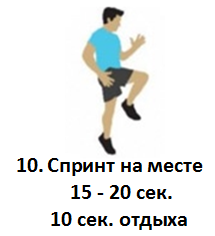 10. Спринт на месте
15 - 20 сек.
10 сек. отдыха